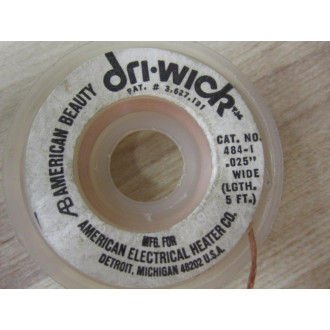 AB AMERICAN BEAUTY
dri-wick™
PAT. # 3,627,191
CAT. NO.
484-1
.025"
WIDE
(LGTH.
5 FT.)
MFG. FOR
AMERICAN ELECTRICAL HEATER CO.
DETROIT, MICHIGAN 48202 U.S.A.